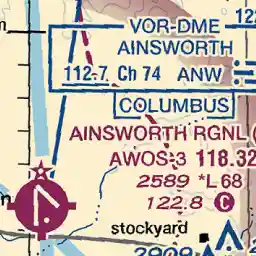 VOR-DME
AINSWORTH
112.7 Ch 74 ANW
COLUMBUS
AINSWORTH RGNL
AWOS-3 118.32
2589 *L 68
122.8 C
stockyard